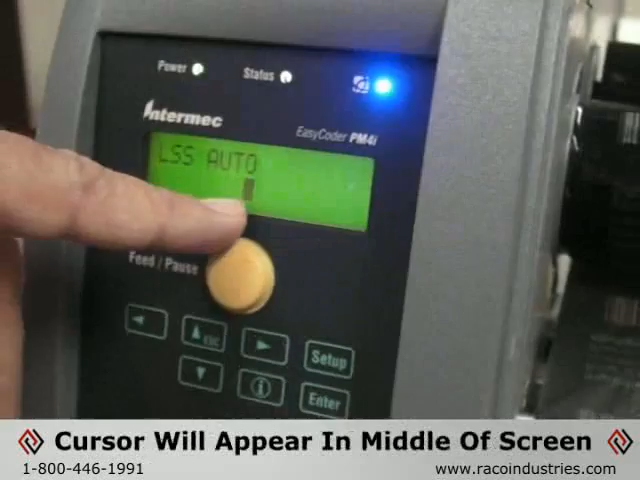 Power
Status
Intermec
EasyCoder PM4i
LSS AUTO
Feed / Pause
ESC
Setup
Enter
Cursor Will Appear In Middle Of Screen
1-800-446-1991
www.racoindustries.com